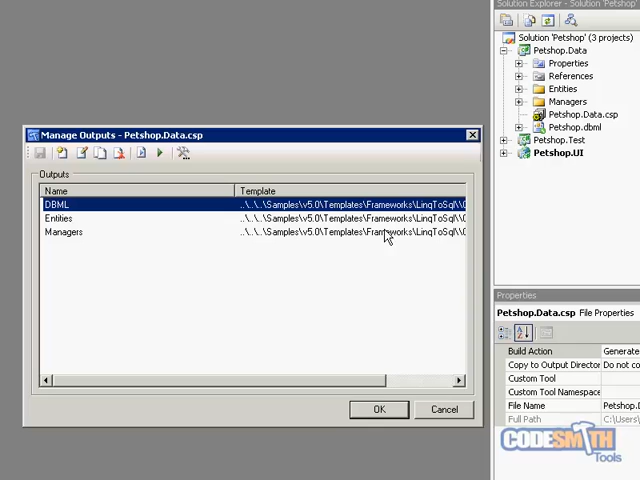 Solution Explorer - Solution 'Petshop'
Solution 'Petshop' (3 projects)
Petshop.Data
Properties
References
Entities
Managers
Petshop.Data.csp
Petshop.dbml
Petshop.Test
Petshop.UI
Manage Outputs - Petshop.Data.csp
Outputs
Name Template
DBML ..\..\..\Samples\v5.0\Templates\Frameworks\LinqToSql\\
Entities ..\..\..\Samples\v5.0\Templates\Frameworks\LinqToSql\\
Managers ..\..\..\Samples\v5.0\Templates\Frameworks\LinqToSql\\
OK Cancel
Properties
Petshop.Data.csp File Properties
Build Action Generate
Copy to Output Director Do not co
Custom Tool
Custom Tool Namespace
File Name Petshop.D
Full Path C:\Users\
CODESMITH
Tools